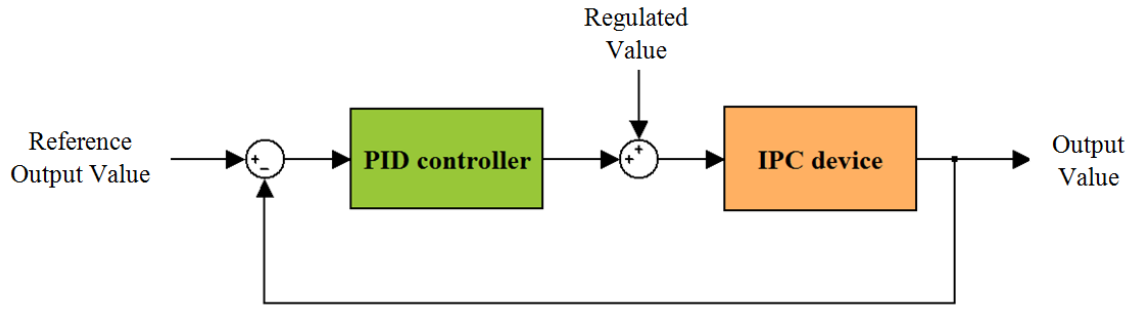 Regulated
Value
Reference
Output Value
+
−
PID controller
+
+
IPC device
Output
Value